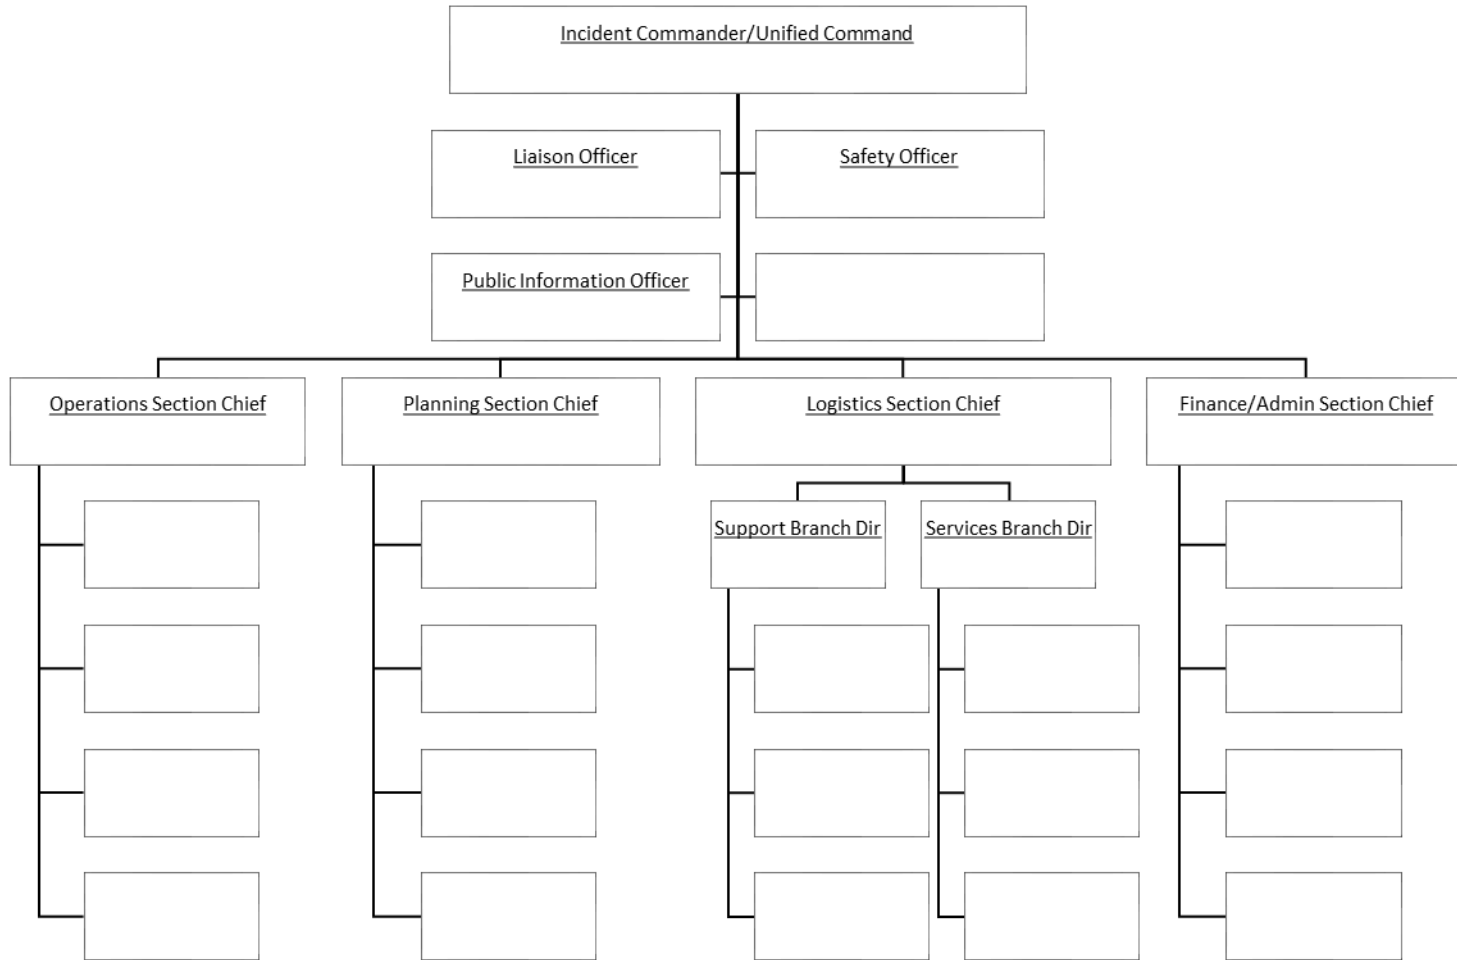 Incident Commander/Unified Command
Liaison Officer
Safety Officer
Public Information Officer
Operations Section Chief
Planning Section Chief
Logistics Section Chief
Finance/Admin Section Chief
Support Branch Dir
Services Branch Dir